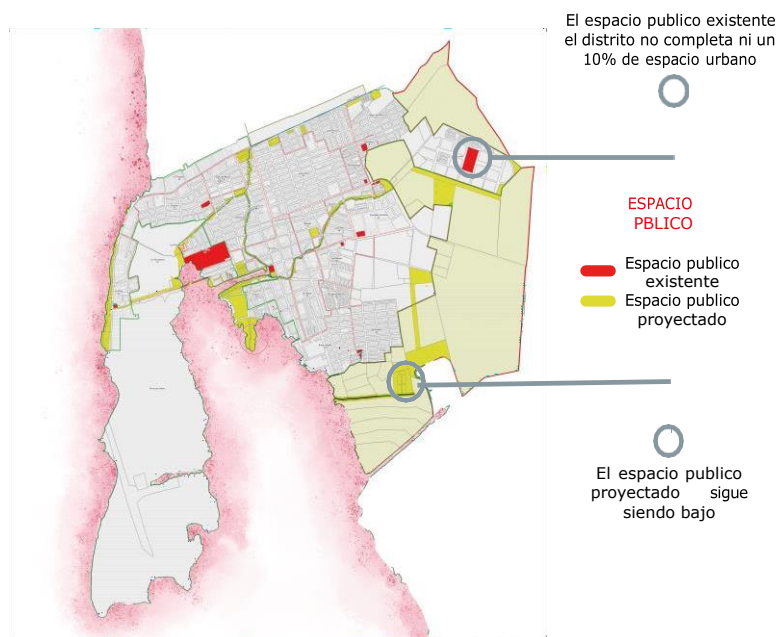 El espacio publico existente
el distrito no completa ni un
10% de espacio urbano
ESPACIO
PBLICO
Espacio publico
existente
Espacio publico
proyectado
El espacio publico
proyectado sigue
siendo bajo